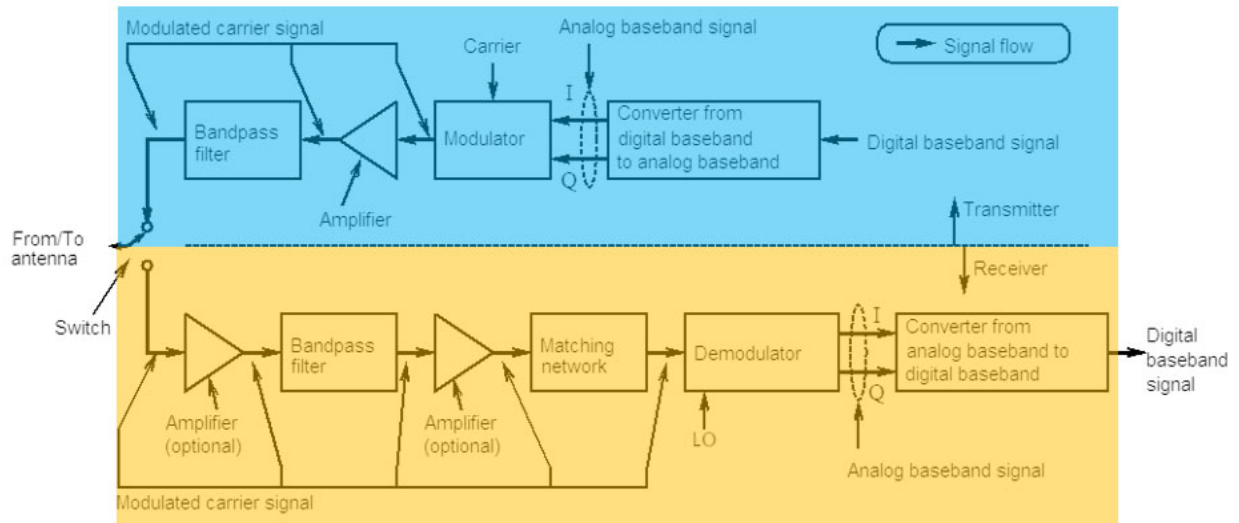 Modulated carrier signal
Analog baseband signal
Carrier
Signal flow
Bandpass
filter
Modulator
I
Q
Converter from
digital baseband
to analog baseband
Digital baseband signal
Amplifier
Transmitter
From/To
antenna
Receiver
Switch
Bandpass
filter
Matching
network
Demodulator
I
Q
Converter from
analog baseband to
digital baseband
Digital
baseband
signal
Amplifier
(optional)
Amplifier
(optional)
LO
Analog baseband signal
Modulated carrier signal